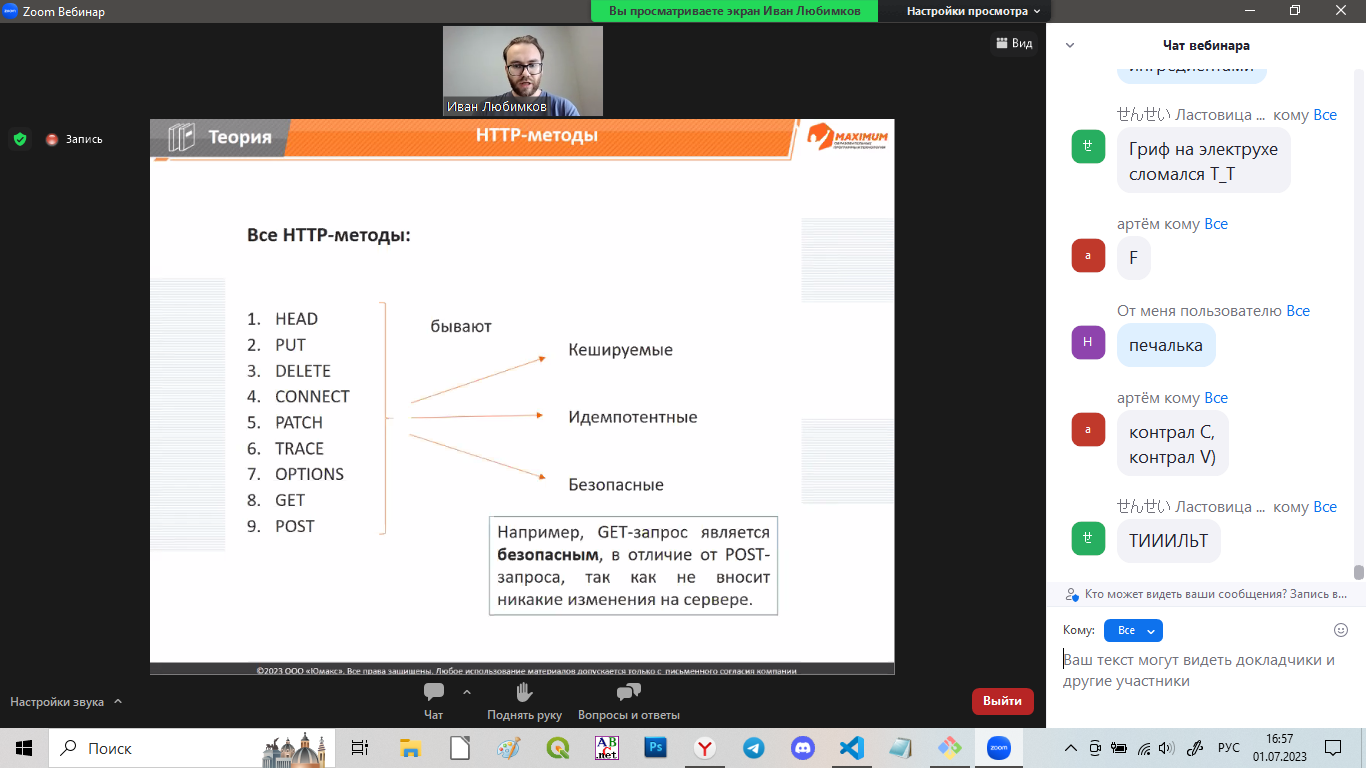 Zoom Вебинар
Вы просматриваете экран Иван Любимков
Настройки просмотра
Вид
Запись
Иван Любимков
Теория
HTTP-методы
MAXIMUM
Все HTTP-методы:
1. HEAD
2. PUT
3. DELETE
4. CONNECT
5. PATCH
6. TRACE
7. OPTIONS
8. GET
9. POST
бывают
Кешируемые
Идемпотентные
Безопасные
Например, GET-запрос является
безопасным, в отличие от POST-
запроса, так как не вносит
никакие изменения на сервере.
©2023 ООО «Юмакс». Все права защищены. Любое использование материалов допускается только с письменного согласия компании
Настройки звука
Чат
Поднять руку
Вопросы и ответы
Выйти
Чат вебинара
ингредиентами
せんせい Ластовица ... кому Все
せ
Гриф на электрухе
сломался Т_Т
артём кому Все
а
F
От меня пользователю Все
Н
печалька
артём кому Все
а
контрал С,
контрал V)
せんせい Ластовица ... кому Все
せ
ТИИИЛЬТ
Кто может видеть ваши сообщения? Запись в...
Кому: Все
Ваш текст могут видеть докладчики и
другие участники
Поиск
ABC
.net
Ps
Y
zoom
РУС
16:57
01.07.2023